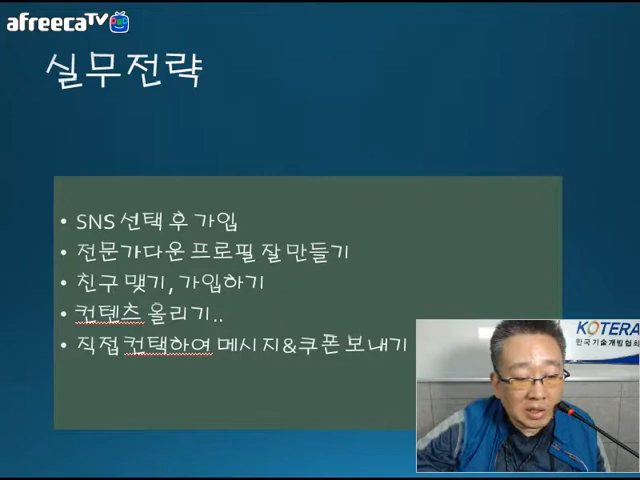 afreecaTV
실무전략
• SNS 선택 후 가입
• 전문가다운 프로필 잘 만들기
• 친구 맺기, 가입하기
• 컨텐츠 올리기..
• 직접 컨택하여 메시지&쿠폰 보내기
KOTERA
한국기술개발협회